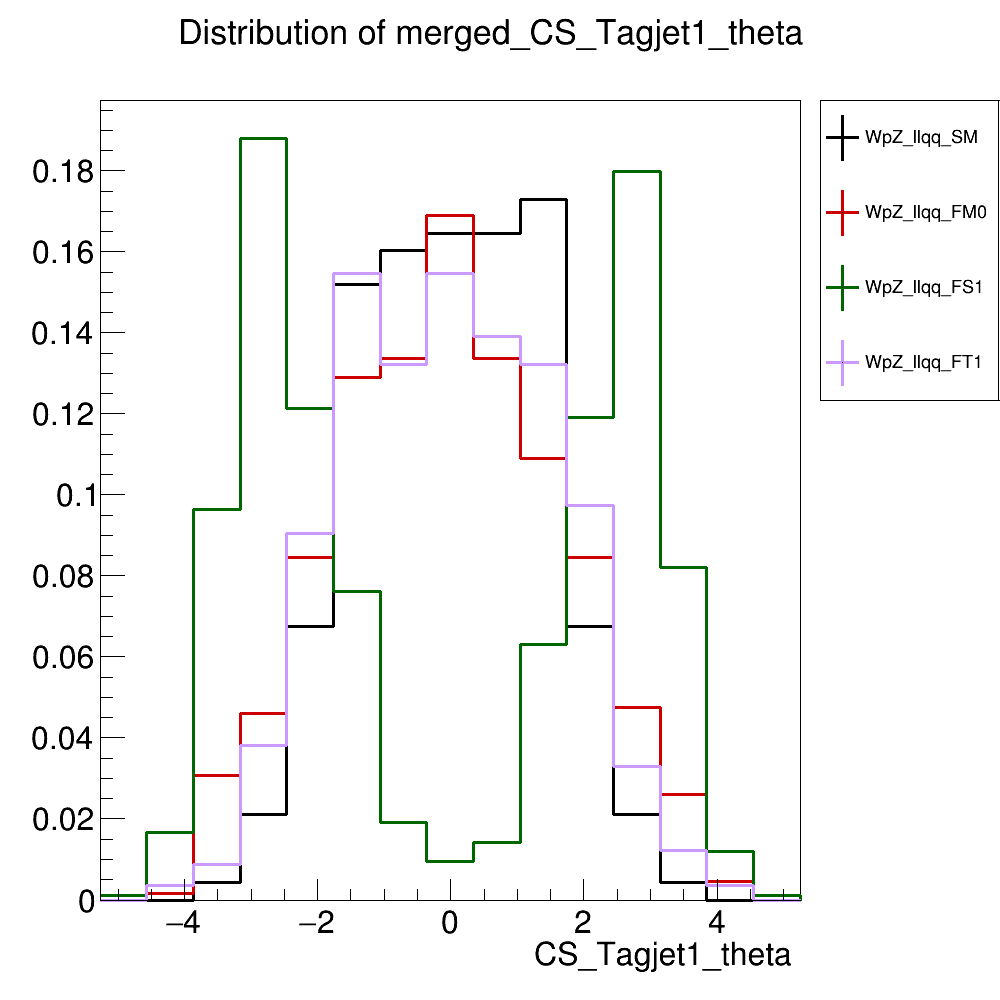 Distribution of merged_CS_Tagjet1_theta
WpZ_llqq_SM
WpZ_llqq_FM0
WpZ_llqq_FS1
WpZ_llqq_FT1
0.18
0.16
0.14
0.12
0.1
0.08
0.06
0.04
0.02
0
−4 −2 0 2 4
CS_Tagjet1_theta